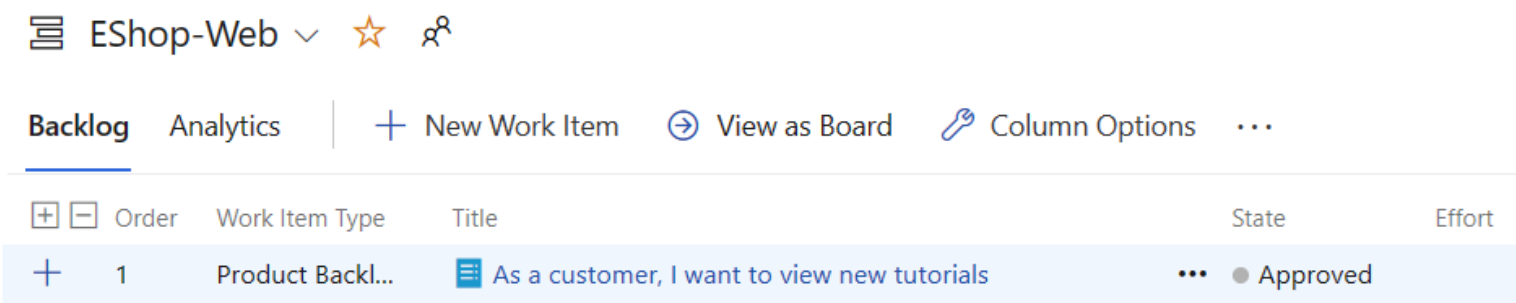 EShop-Web
Backlog Analytics New Work Item View as Board Column Options ...
Order Work Item Type Title State Effort
1 Product Backl... As a customer, I want to view new tutorials ... Approved